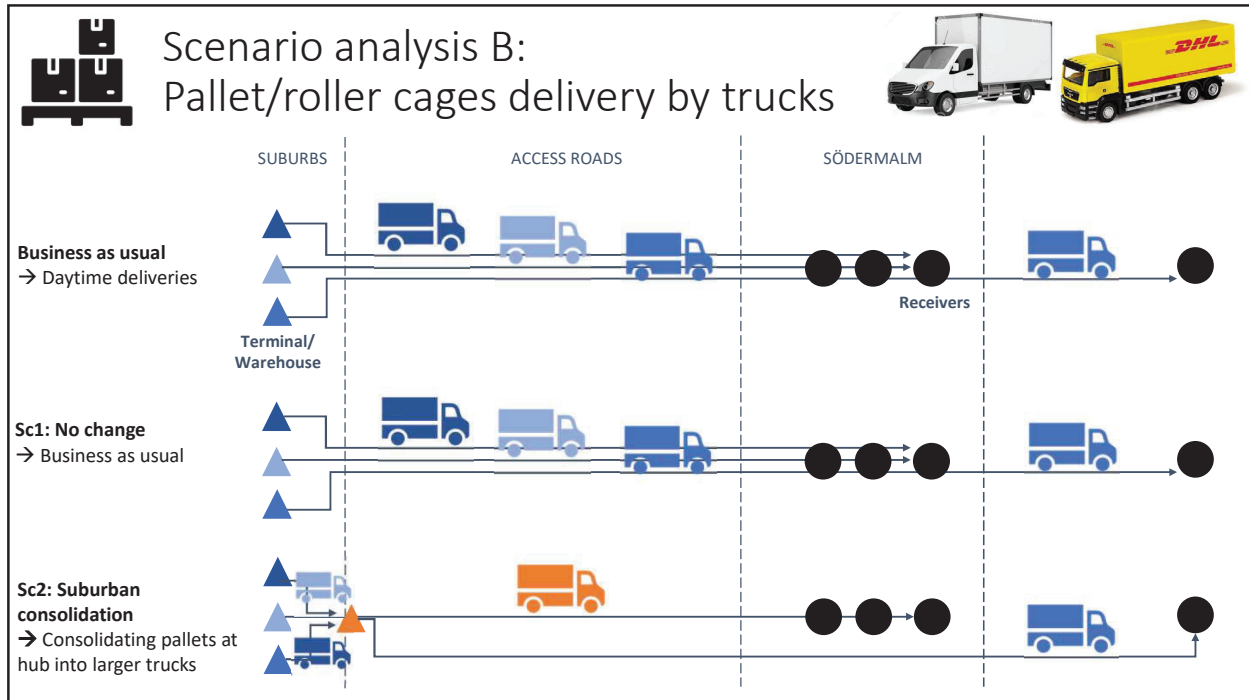 Scenario analysis B:
Pallet/roller cages delivery by trucks
DHL
SUBURBS
ACCESS ROADS
SÖDERMALM
Business as usual
→ Daytime deliveries
Receivers
Terminal/
Warehouse
Sc1: No change
→ Business as usual
Sc2: Suburban
consolidation
→ Consolidating pallets at
hub into larger trucks